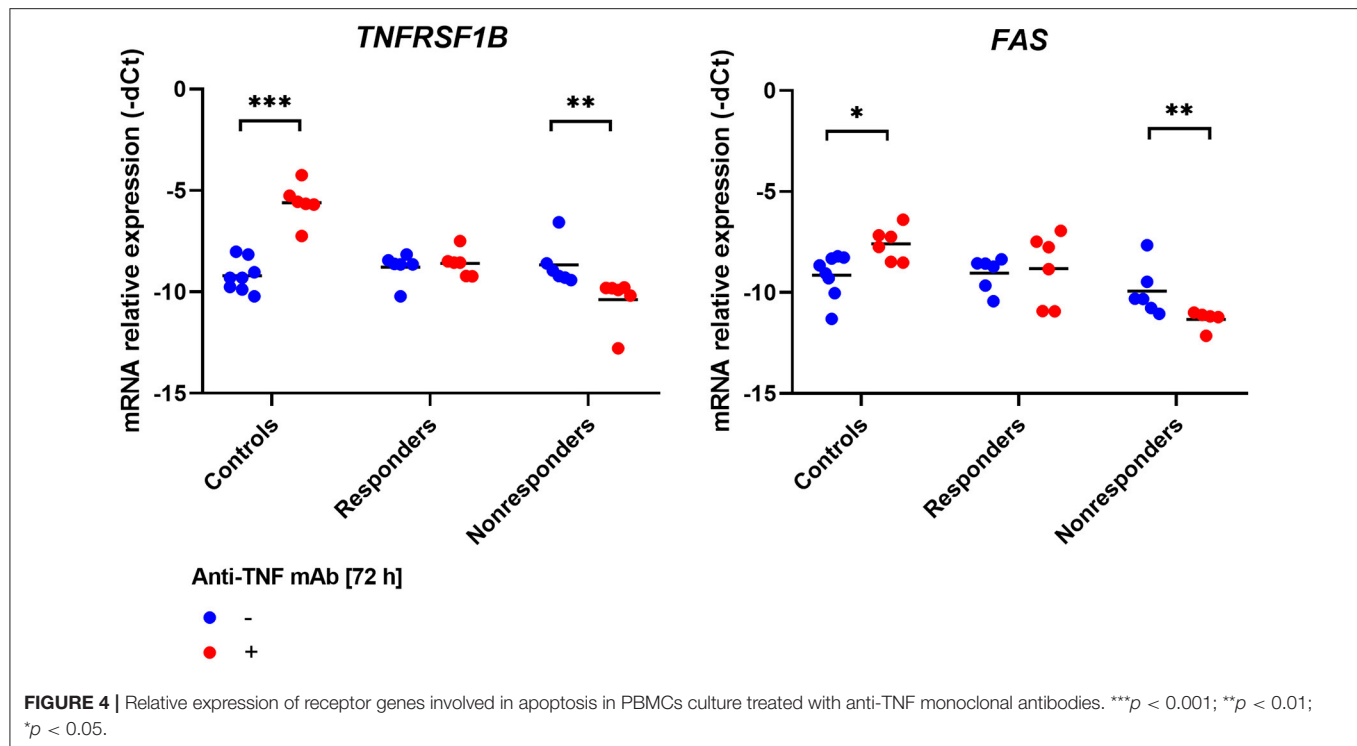 TNFRSF1B
FAS
mRNA relative expression (-dCt)
0
-5
-10
-15
***
**
Controls
Responders
Nonresponders
mRNA relative expression (-dCt)
0
-5
-10
-15
*
**
Controls
Responders
Nonresponders
Anti-TNF mAb [72 h]
-
+
FIGURE 4 | Relative expression of receptor genes involved in apoptosis in PBMCs culture treated with anti-TNF monoclonal antibodies. ***p < 0.001; **p < 0.01;
*p < 0.05.